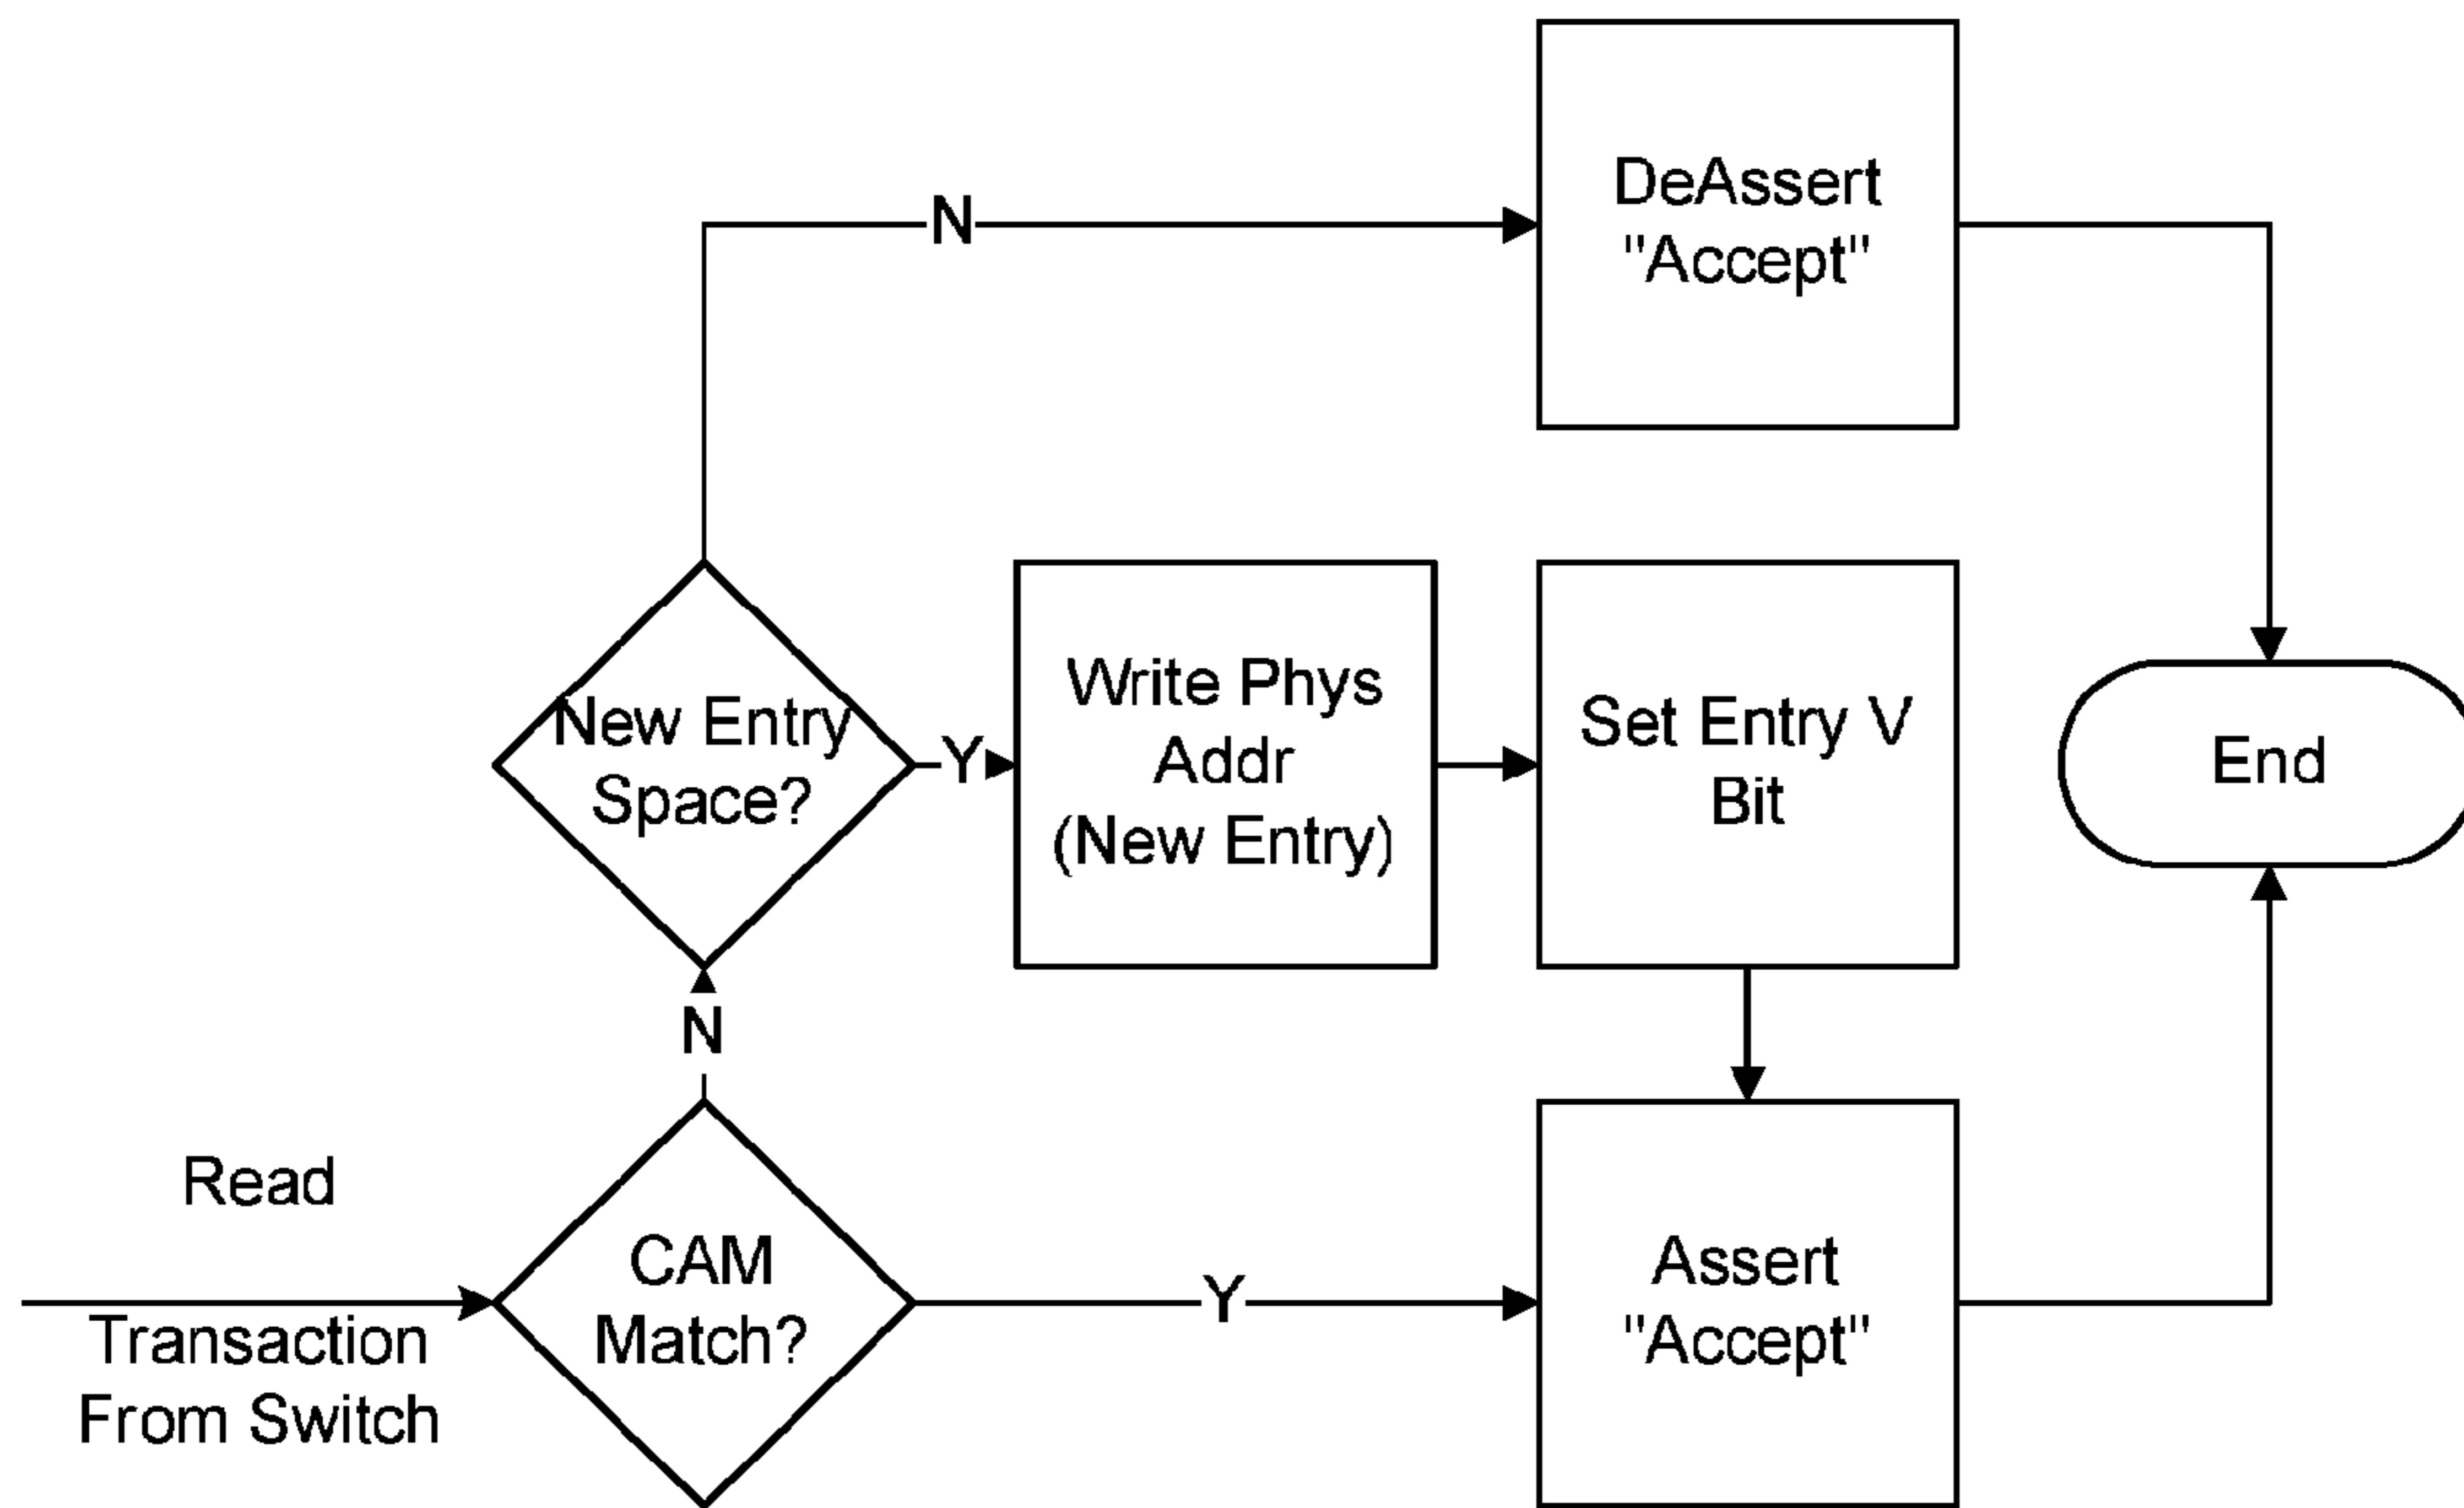 DeAssert
"Accept"
N
New Entry
Space?
Y
Write Phys
Addr
(New Entry)
Set Entry V
Bit
End
N
Read
Transaction
From Switch
CAM
Match?
Y
Assert
"Accept"